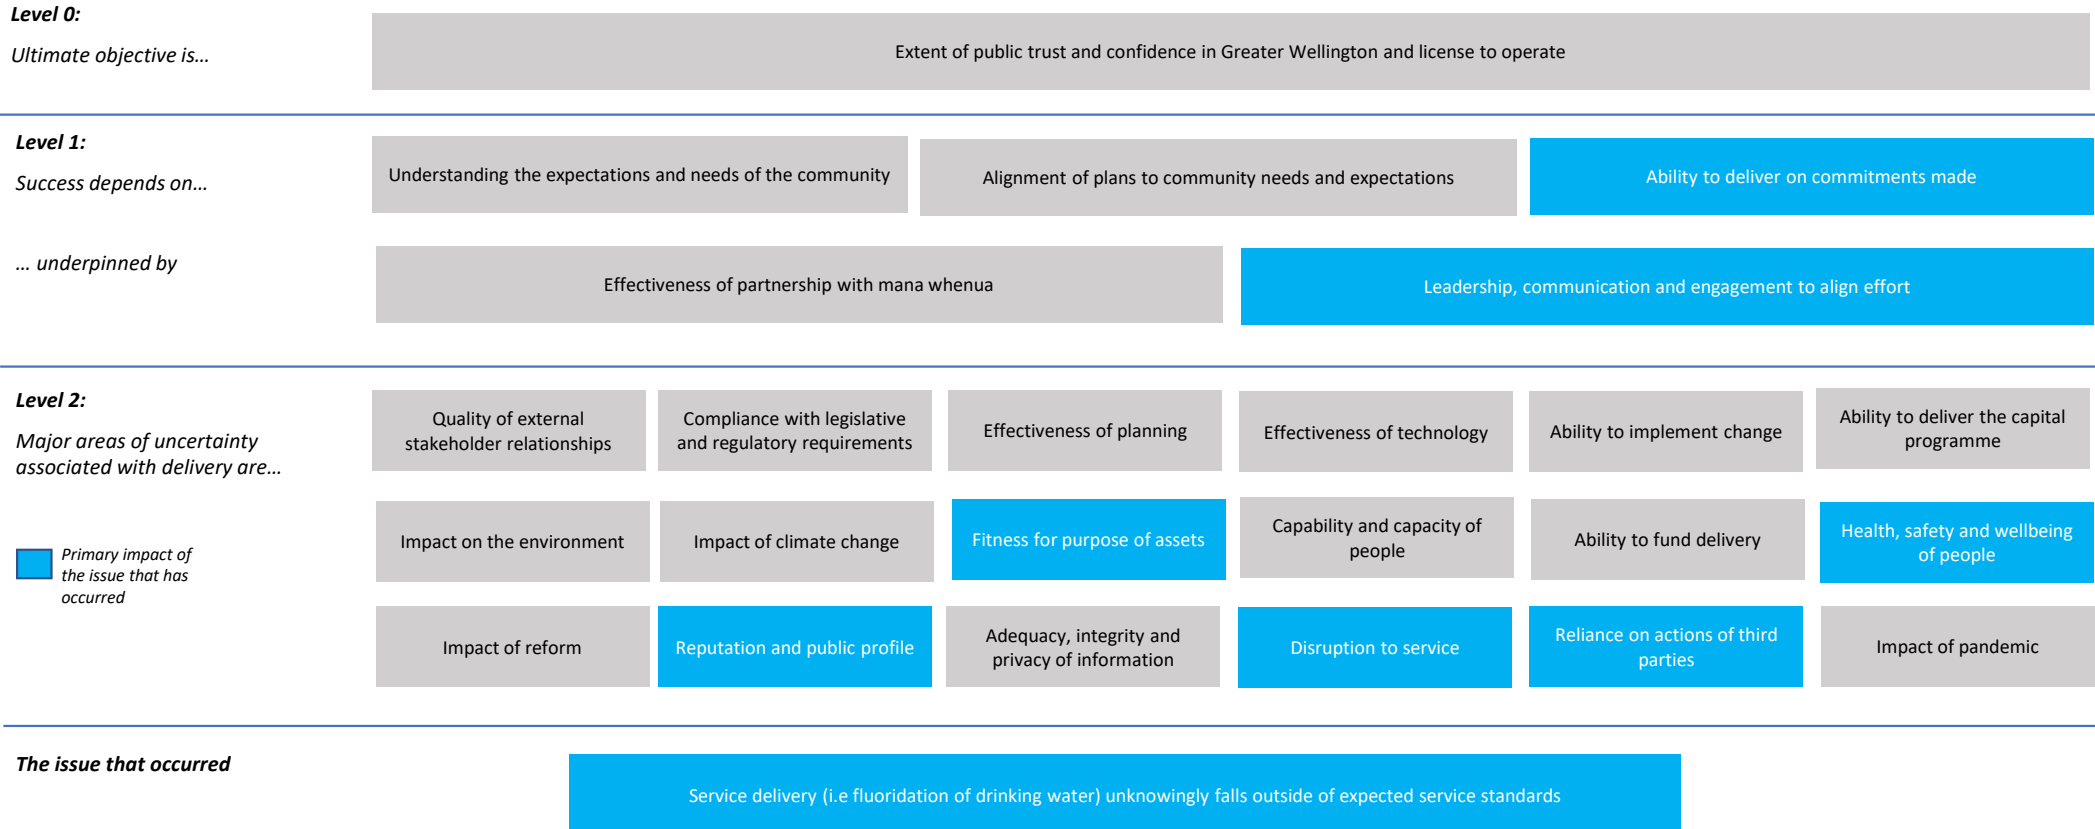 Level 0:
Ultimate objective is…
Extent of public trust and confidence in Greater Wellington and license to operate
Level 1:
Success depends on…
Understanding the expectations and needs of the community
Alignment of plans to community needs and expectations
Ability to deliver on commitments made
… underpinned by
Effectiveness of partnership with mana whenua
Leadership, communication and engagement to align effort
Level 2:
Major areas of uncertainty
associated with delivery are…
Quality of external
stakeholder relationships
Compliance with legislative
and regulatory requirements
Effectiveness of planning
Effectiveness of technology
Ability to implement change
Ability to deliver the capital
programme
Impact on the environment
Impact of climate change
Fitness for purpose of assets
Capability and capacity of
people
Ability to fund delivery
Health, safety and wellbeing
of people
Primary impact of
the issue that has
occurred
Impact of reform
Reputation and public profile
Adequacy, integrity and
privacy of information
Disruption to service
Reliance on actions of third
parties
Impact of pandemic
The issue that occurred
Service delivery (i.e fluoridation of drinking water) unknowingly falls outside of expected service standards